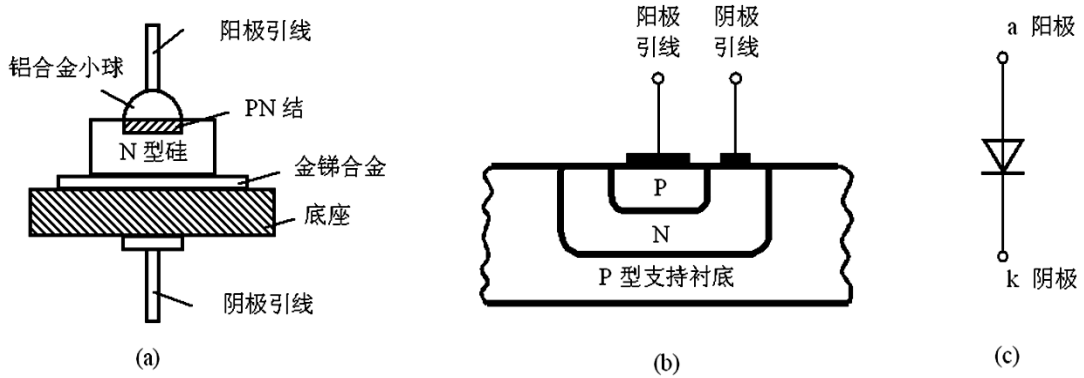 阳极引线
铝合金小球
PN 结
N 型硅
金锑合金
底座
阴极引线
(a)
阳极 阴极
引线 引线
P
N
P 型支持衬底
(b)
a 阳极
k 阴极
(c)